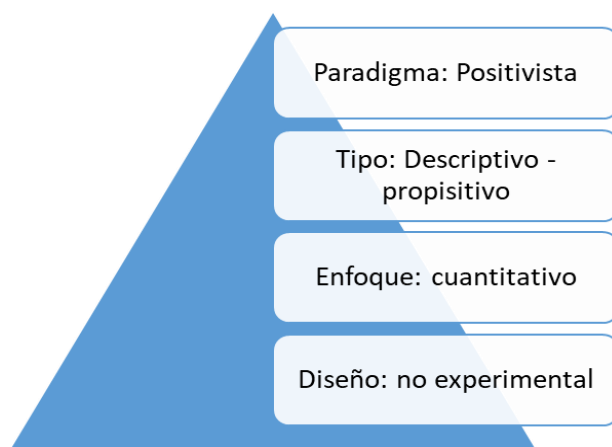 Paradigma: Positivista
Tipo: Descriptivo -
propisitivo
Enfoque: cuantitativo
Diseño: no experimental